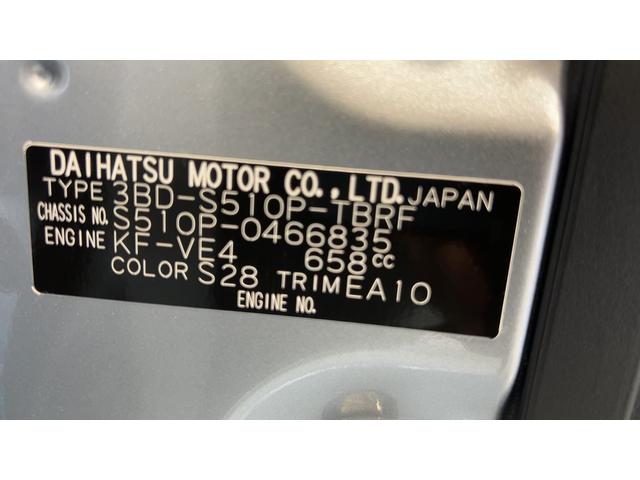 DAIHATSU MOTOR CO.,LTD. JAPAN
TYPE 3BD-S510P-TBRF
CHASSIS NO. S510P-0466835
ENGINE KF-VE4 658cc
COLOR S28 TRIM EA10
ENGINE NO.